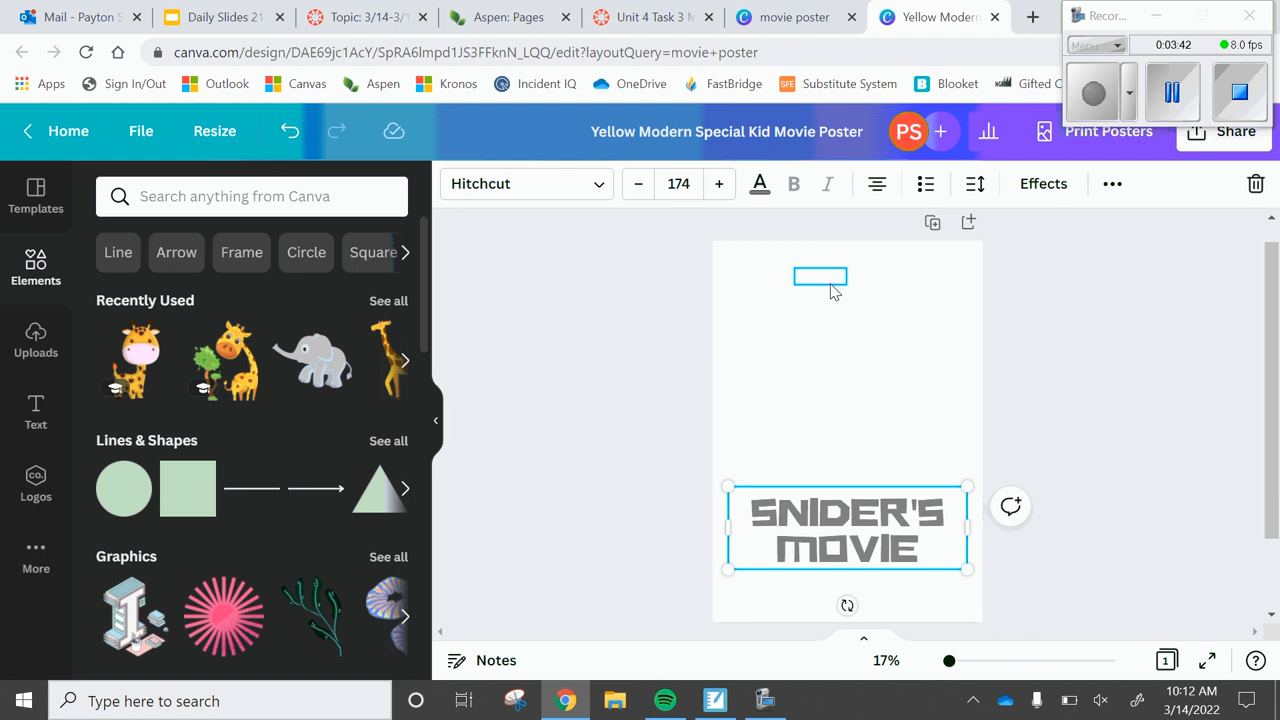 Mail - Payton S
Daily Slides 21
Topic: 3/14-3/1
Aspen: Pages
Unit 4 Task 3 M
movie poster
Yellow Modern
Recor...
Menu
0:03:42
8.0 fps
canva.com/design/DAE69jc1AcY/SpRA6lmpd1JS3FFknN_LQQ/edit?layoutQuery=movie+poster
Apps
Sign In/Out
Outlook
Canvas
Aspen
Kronos
Incident IQ
OneDrive
FastBridge
SFE
Substitute System
Blooket
Gifted C
Home
File
Resize
Yellow Modern Special Kid Movie Poster
PS
Print Posters
Share
Templates
Elements
Uploads
Text
CO.
Logos
More
Search anything from Canva
Line
Arrow
Frame
Circle
Square
Recently Used
See all
Lines & Shapes
See all
Graphics
See all
Hitchcut
174
A
B
I
Effects
SNIDER'S
MOVIE
Notes
17%
1
Type here to search
10:12 AM
3/14/2022